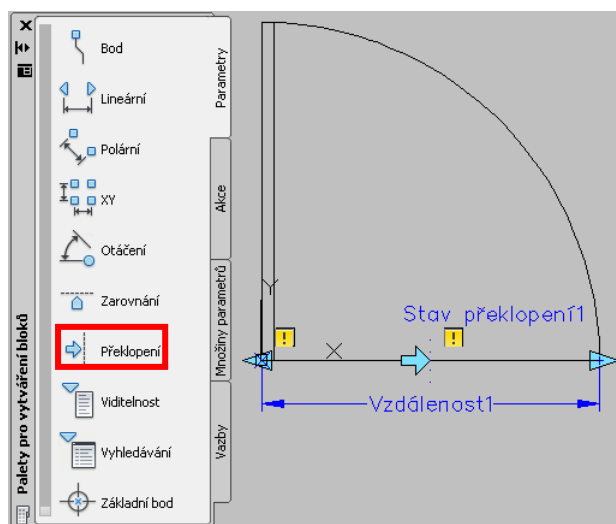 Bod
Lineární
Polární
XY
Otáčení
Zarovnání
Překlopení
Viditelnost
Vyhledávání
Základní bod
Parametry
Akce
Množiny parametrů
Vazby
Palety pro vytváření bloků
Y
X
Stav překlopení1
!
!
Vzdálenost1